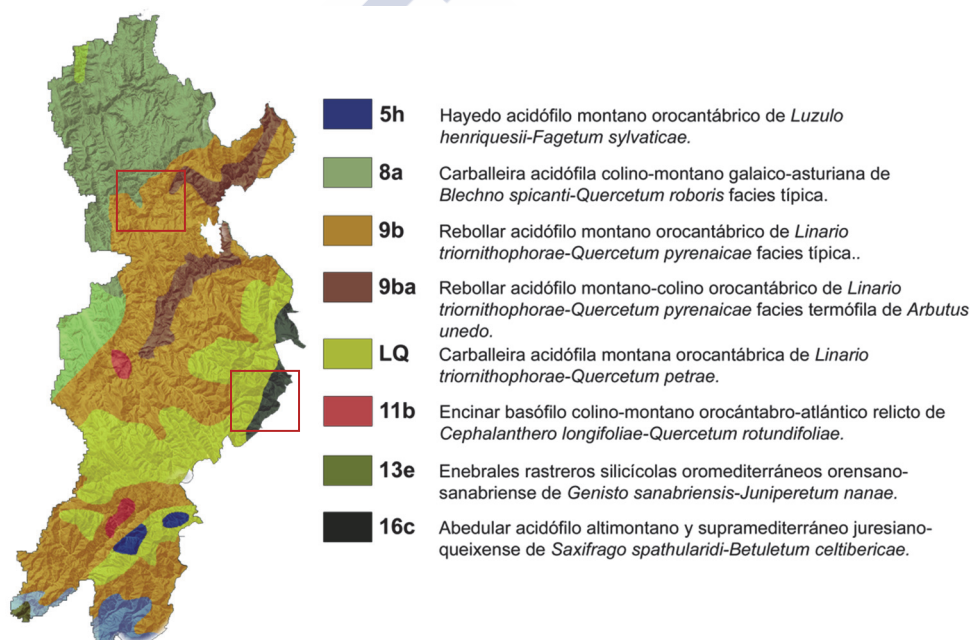 5h
Hayedo acidófilo montano orocantábrico de Luzulo
henriquesii-Fagetum sylvaticae.
8a
Carballeira acidófila colino-montano galaico-asturiana de
Blechno spicanti-Quercetum roboris facies típica.
9b
Rebollar acidófilo montano orocantábrico de Linario
triornithophorae-Quercetum pyrenaicae facies típica..
9ba
Rebollar acidófilo montano-colino orocantábrico de Linario
triornithophorae-Quercetum pyrenaicae facies termófila de Arbutus
unedo.
LQ
Carballeira acidófila montana orocantábrica de Linario
triornithophorae-Quercetum petrae.
11b
Encinar basófilo colino-montano orocántabro-atlántico relicto de
Cephalanthero longifoliae-Quercetum rotundifoliae.
13e
Enebrales rastreros silicícolas oromediterráneos orensano-
sanabriense de Genisto sanabriensis-Juniperetum nanae.
16c
Abedular acidófilo altimontano y supramediterráneo juresiano-
queixense de Saxifrago spathularidi-Betuletum celtibericae.